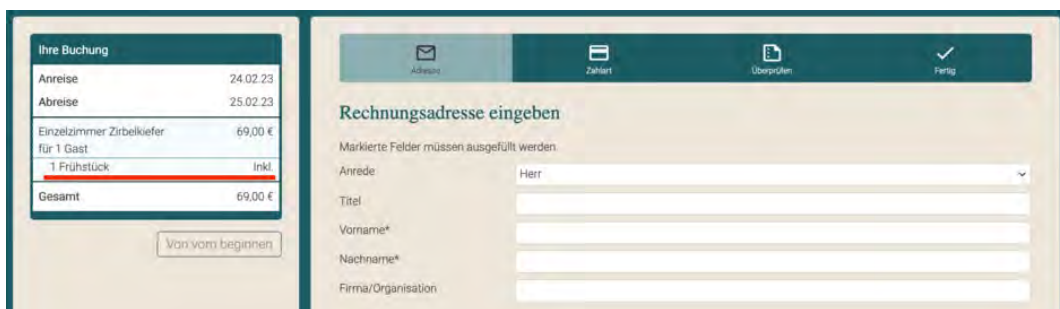 Ihre Buchung
Anreise 24.02.23
Abreise 25.02.23
Einzelzimmer Zirbelkiefer 69,00 €
für 1 Gast
1 Frühstück Inkl.
Gesamt 69,00 €
Von vorn beginnen
Adresse
Zahlart
Überprüfen
Fertig
Rechnungsadresse eingeben
Markierte Felder müssen ausgefüllt werden.
Anrede Herr
Titel
Vorname*
Nachname*
Firma/Organisation